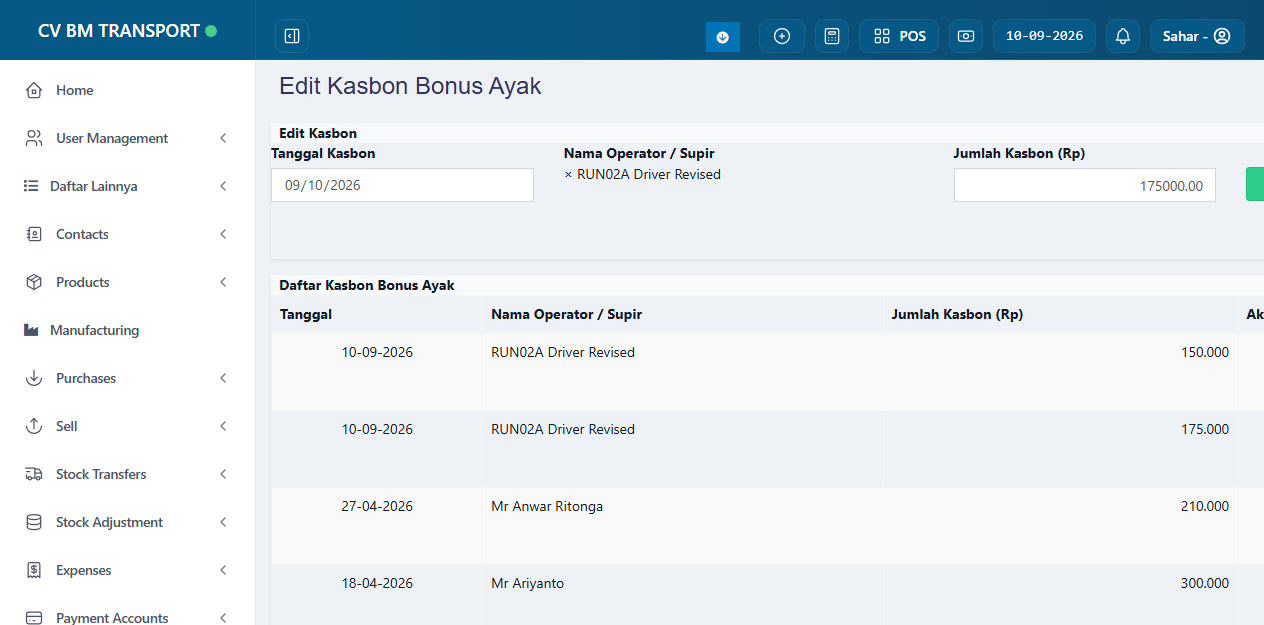 CV BM TRANSPORT
POS
10-09-2026
Sahar -
Home
User Management
Daftar Lainnya
Contacts
Products
Manufacturing
Purchases
Sell
Stock Transfers
Stock Adjustment
Expenses
Payment Accounts
Edit Kasbon Bonus Ayak
Edit Kasbon
Tanggal Kasbon
Nama Operator / Supir
Jumlah Kasbon (Rp)
09/10/2026
× RUN02A Driver Revised
175000.00
Daftar Kasbon Bonus Ayak
Tanggal Nama Operator / Supir Jumlah Kasbon (Rp) Ak
10-09-2026 RUN02A Driver Revised 150.000
10-09-2026 RUN02A Driver Revised 175.000
27-04-2026 Mr Anwar Ritonga 210.000
18-04-2026 Mr Ariyanto 300.000